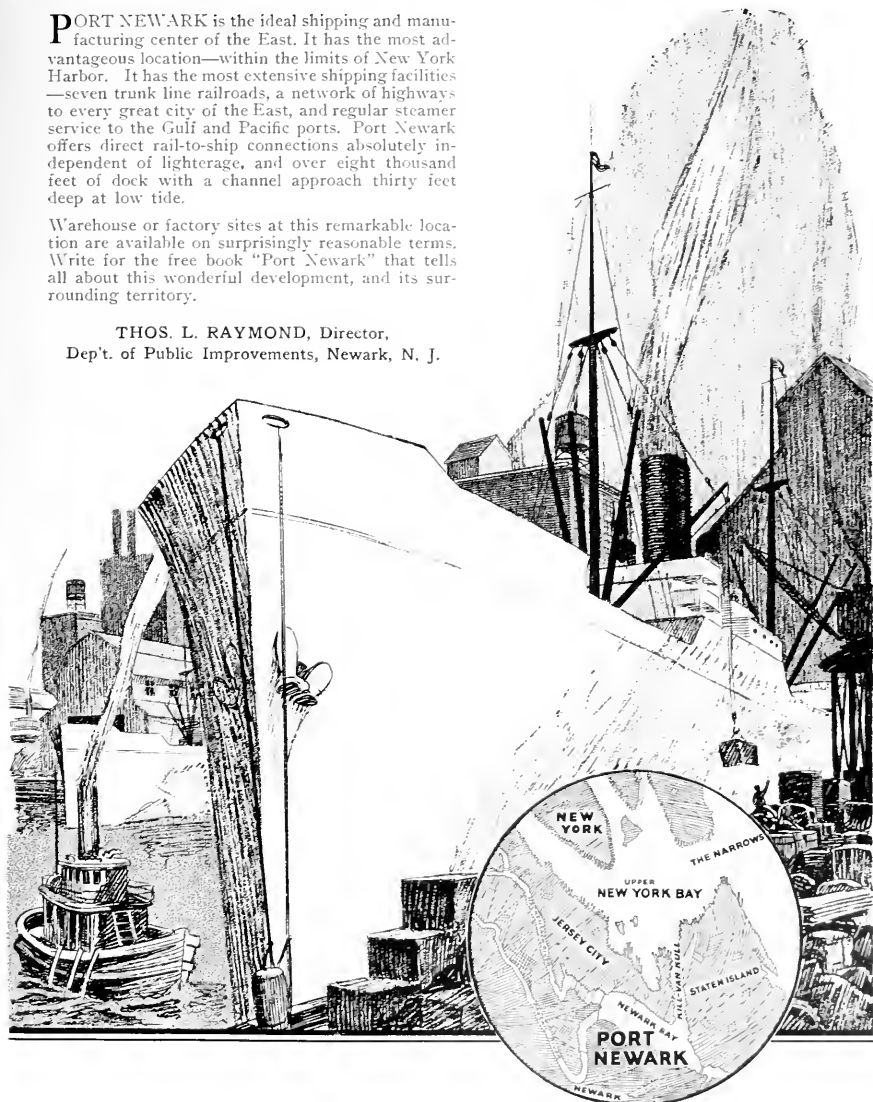 PORT NEWARK is the ideal shipping and manu-
facturing center of the East. It has the most ad-
vantageous location—within the limits of New York
Harbor. It has the most extensive shipping facilities
—seven trunk line railroads, a network of highways
to every great city of the East, and regular steamer
service to the Gulf and Pacific ports. Port Newark
offers direct rail-to-ship connections absolutely in-
dependent of lighterage, and over eight thousand
feet of dock with a channel approach thirty feet
deep at low tide.
Warehouse or factory sites at this remarkable loca-
tion are available on surprisingly reasonable terms.
Write for the free book "Port Newark" that tells
all about this wonderful development, and its sur-
rounding territory.
THOS. L. RAYMOND, Director,
Dep't. of Public Improvements, Newark, N. J.
NEW
YORK
THE NARROWS
UPPER
NEW YORK BAY
JERSEY CITY
KILL VAN KULL
STATEN ISLAND
NEWARK BAY
PORT
NEWARK
NEWARK